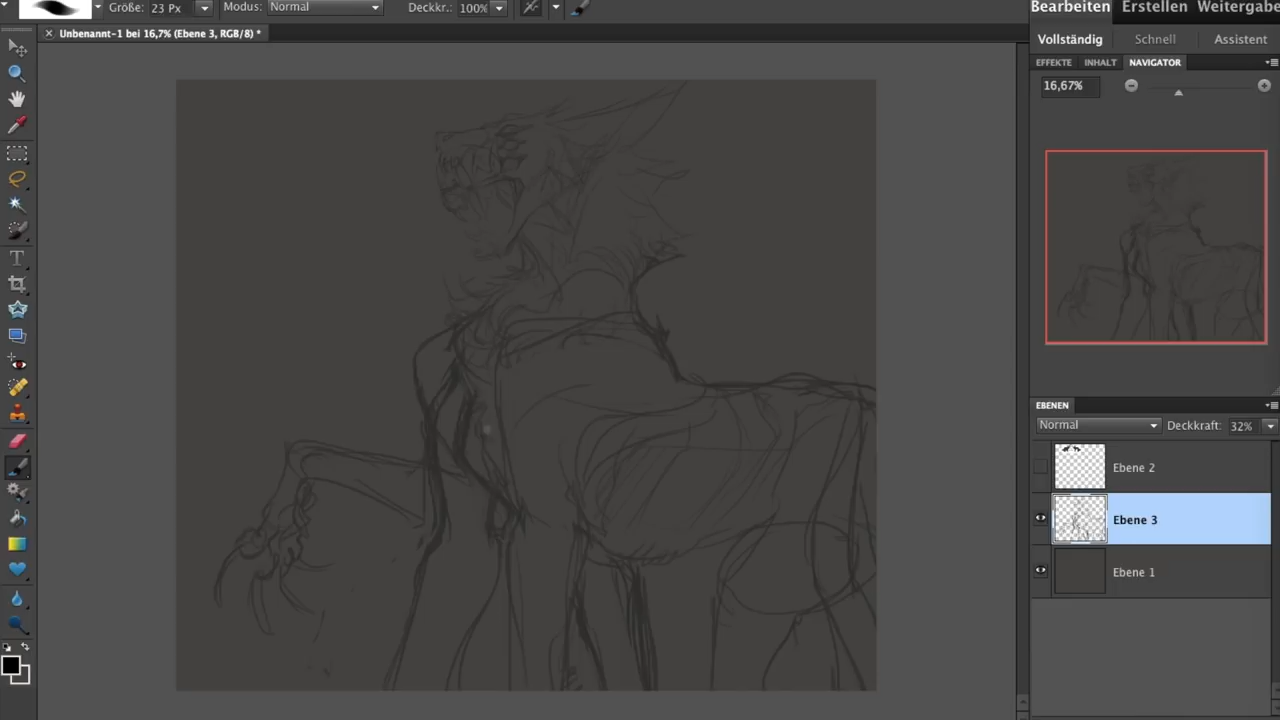 Größe: 23 Px Modus: Normal Deckkr.: 100%
Bearbeiten Erstellen Weitergabe
Unbenannt-1 bei 16,7% (Ebene 3, RGB/8) *
Vollständig Schnell Assistent
EFFEKTE INHALT NAVIGATOR
16,67%
EBENEN
Normal Deckkraft: 32%
Ebene 2
Ebene 3
Ebene 1